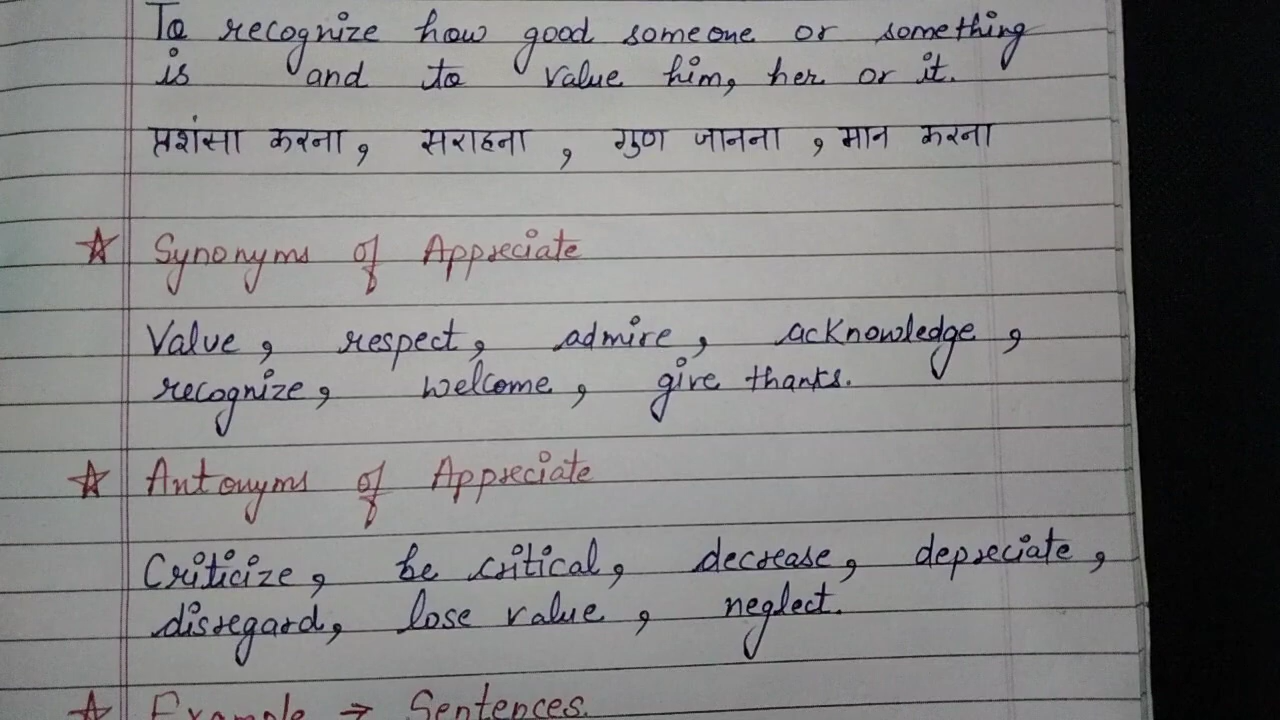 To recognize how good someone or something
is and to value him, her or it.
प्रशंसा करना, सराहना, गुण जानना, मान करना
☆ Synonyms of Appreciate
Value, respect, admire, acknowledge,
recognize, welcome, give thanks.
☆ Antonyms of Appreciate
Criticize, be critical, decrease, depreciate,
disregard, lose value, neglect.
☆ Example → Sentences.